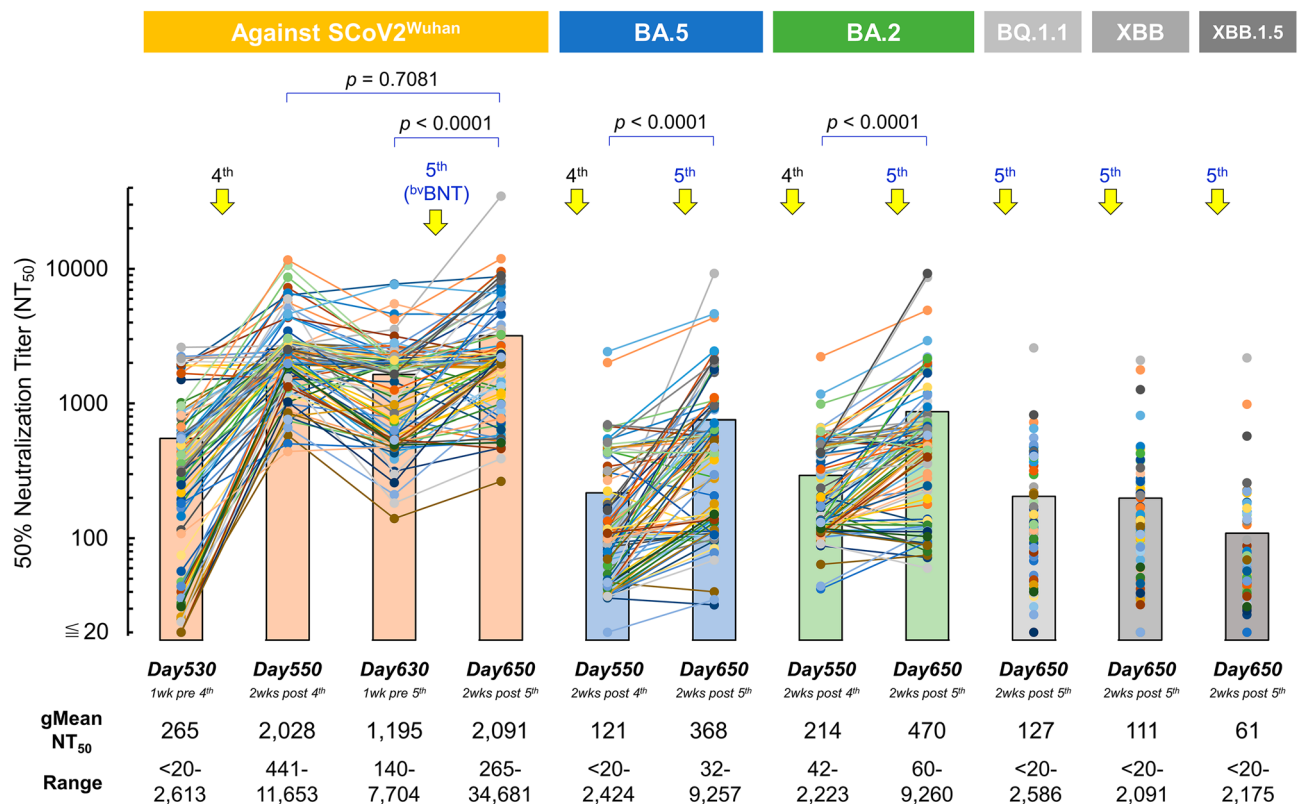 Against SCoV2Wuhan BA.5 BA.2 BQ.1.1 XBB XBB.1.5
p = 0.7081
p < 0.0001 p < 0.0001 p < 0.0001
4th 5th 4th 5th 4th 5th 5th 5th 5th
(bvBNT)
50% Neutralization Titer (NT50)
10000
1000
100
≦ 20
Day530 Day550 Day630 Day650 Day550 Day650 Day550 Day650 Day650 Day650 Day650
1wk pre 4th 2wks post 4th 1wk pre 5th 2wks post 5th 2wks post 4th 2wks post 5th 2wks post 4th 2wks post 5th 2wks post 5th 2wks post 5th 2wks post 5th
gMean
NT50 265 2,028 1,195 2,091 121 368 214 470 127 111 61
Range <20- 441- 140- 265- <20- 32- 42- 60- <20- <20- <20-
2,613 11,653 7,704 34,681 2,424 9,257 2,223 9,260 2,586 2,091 2,175